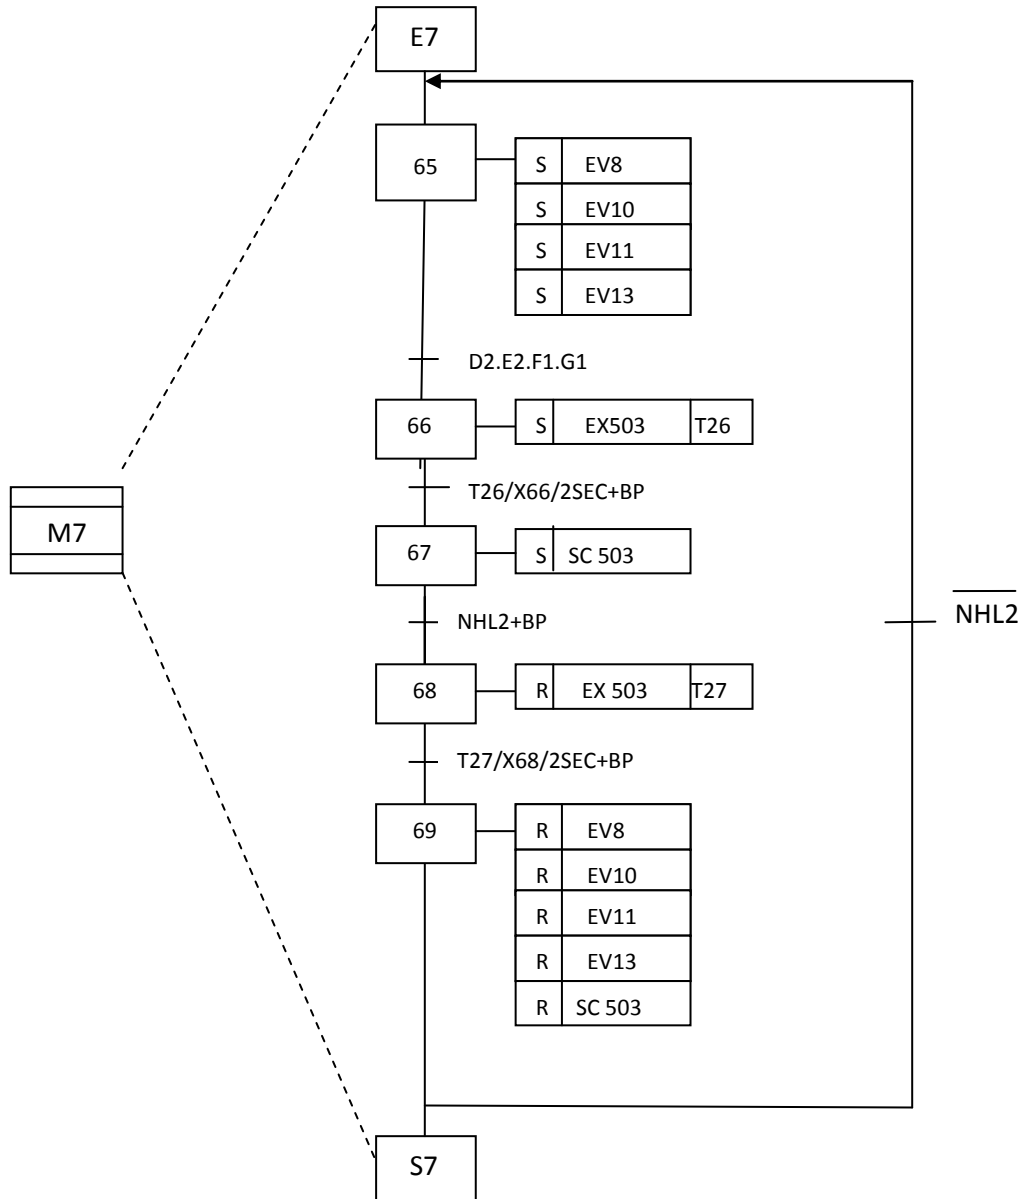 E7
65
S EV8
S EV10
S EV11
S EV13
D2.E2.F1.G1
66
S EX503 T26
T26/X66/2SEC+BP
M7
67
S SC 503
NHL2+BP
N̅H̅L̅2̅
68
R EX 503 T27
T27/X68/2SEC+BP
69
R EV8
R EV10
R EV11
R EV13
R SC 503
S7